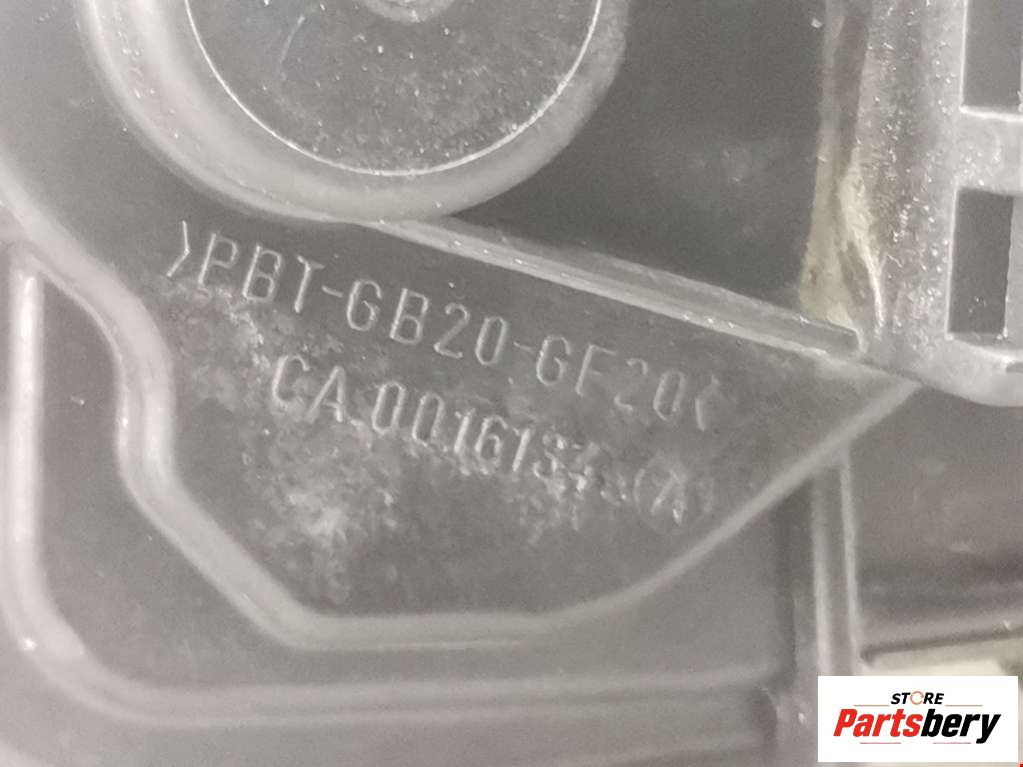 >PBT-GB20-GF20<
CA.00161
STORE
Partsbery